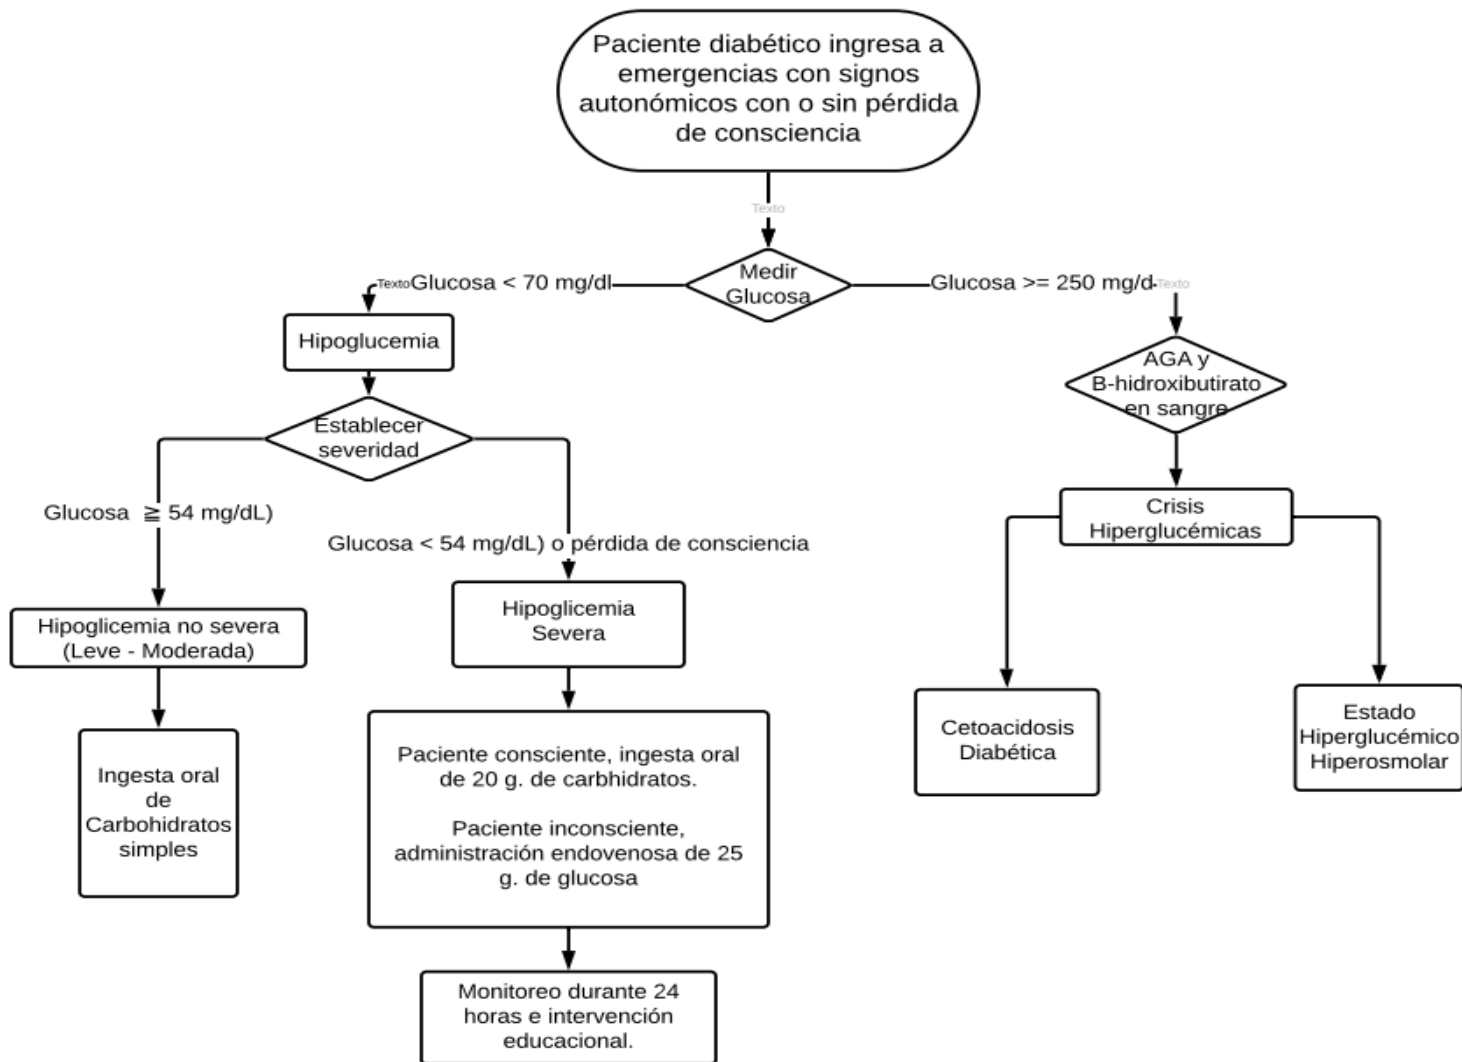 Paciente diabético ingresa a
emergencias con signos
autonómicos con o sin pérdida
de consciencia
Texto
Medir
Glucosa
TextoGlucosa < 70 mg/dl
Glucosa >= 250 mg/d
Texto
Hipoglucemia
AGA y
B-hidroxibutirato
en sangre
Establecer
severidad
Glucosa ≧ 54 mg/dL)
Glucosa < 54 mg/dL) o pérdida de consciencia
Crisis
Hiperglucémicas
Hipoglicemia no severa
(Leve - Moderada)
Hipoglicemia
Severa
Cetoacidosis
Diabética
Estado
Hiperglucémico
Hiperosmolar
Ingesta oral
de
Carbohidratos
simples
Paciente consciente, ingesta oral
de 20 g. de carbhidratos.
Paciente inconsciente,
administración endovenosa de 25
g. de glucosa
Monitoreo durante 24
horas e intervención
educacional.